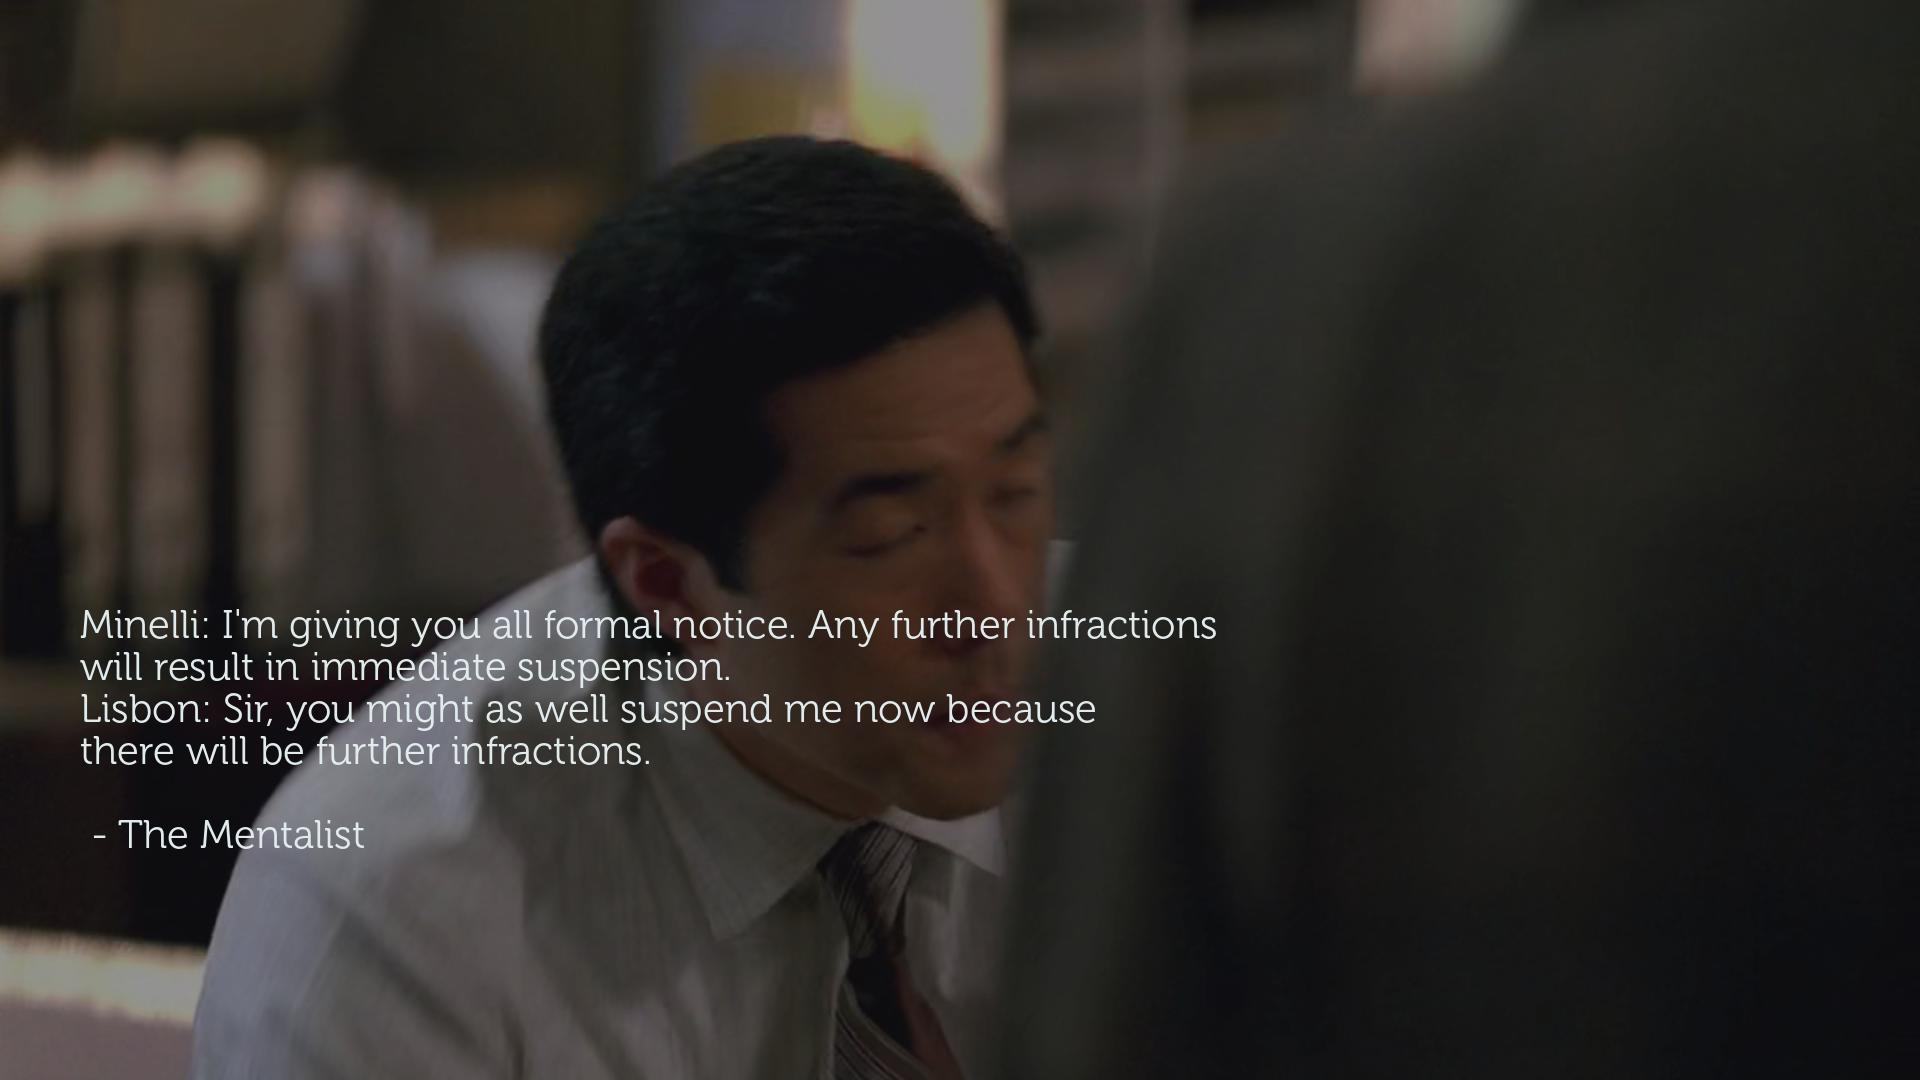 Minelli: I'm giving you all formal notice. Any further infractions
will result in immediate suspension.
Lisbon: Sir, you might as well suspend me now because
there will be further infractions.
- The Mentalist